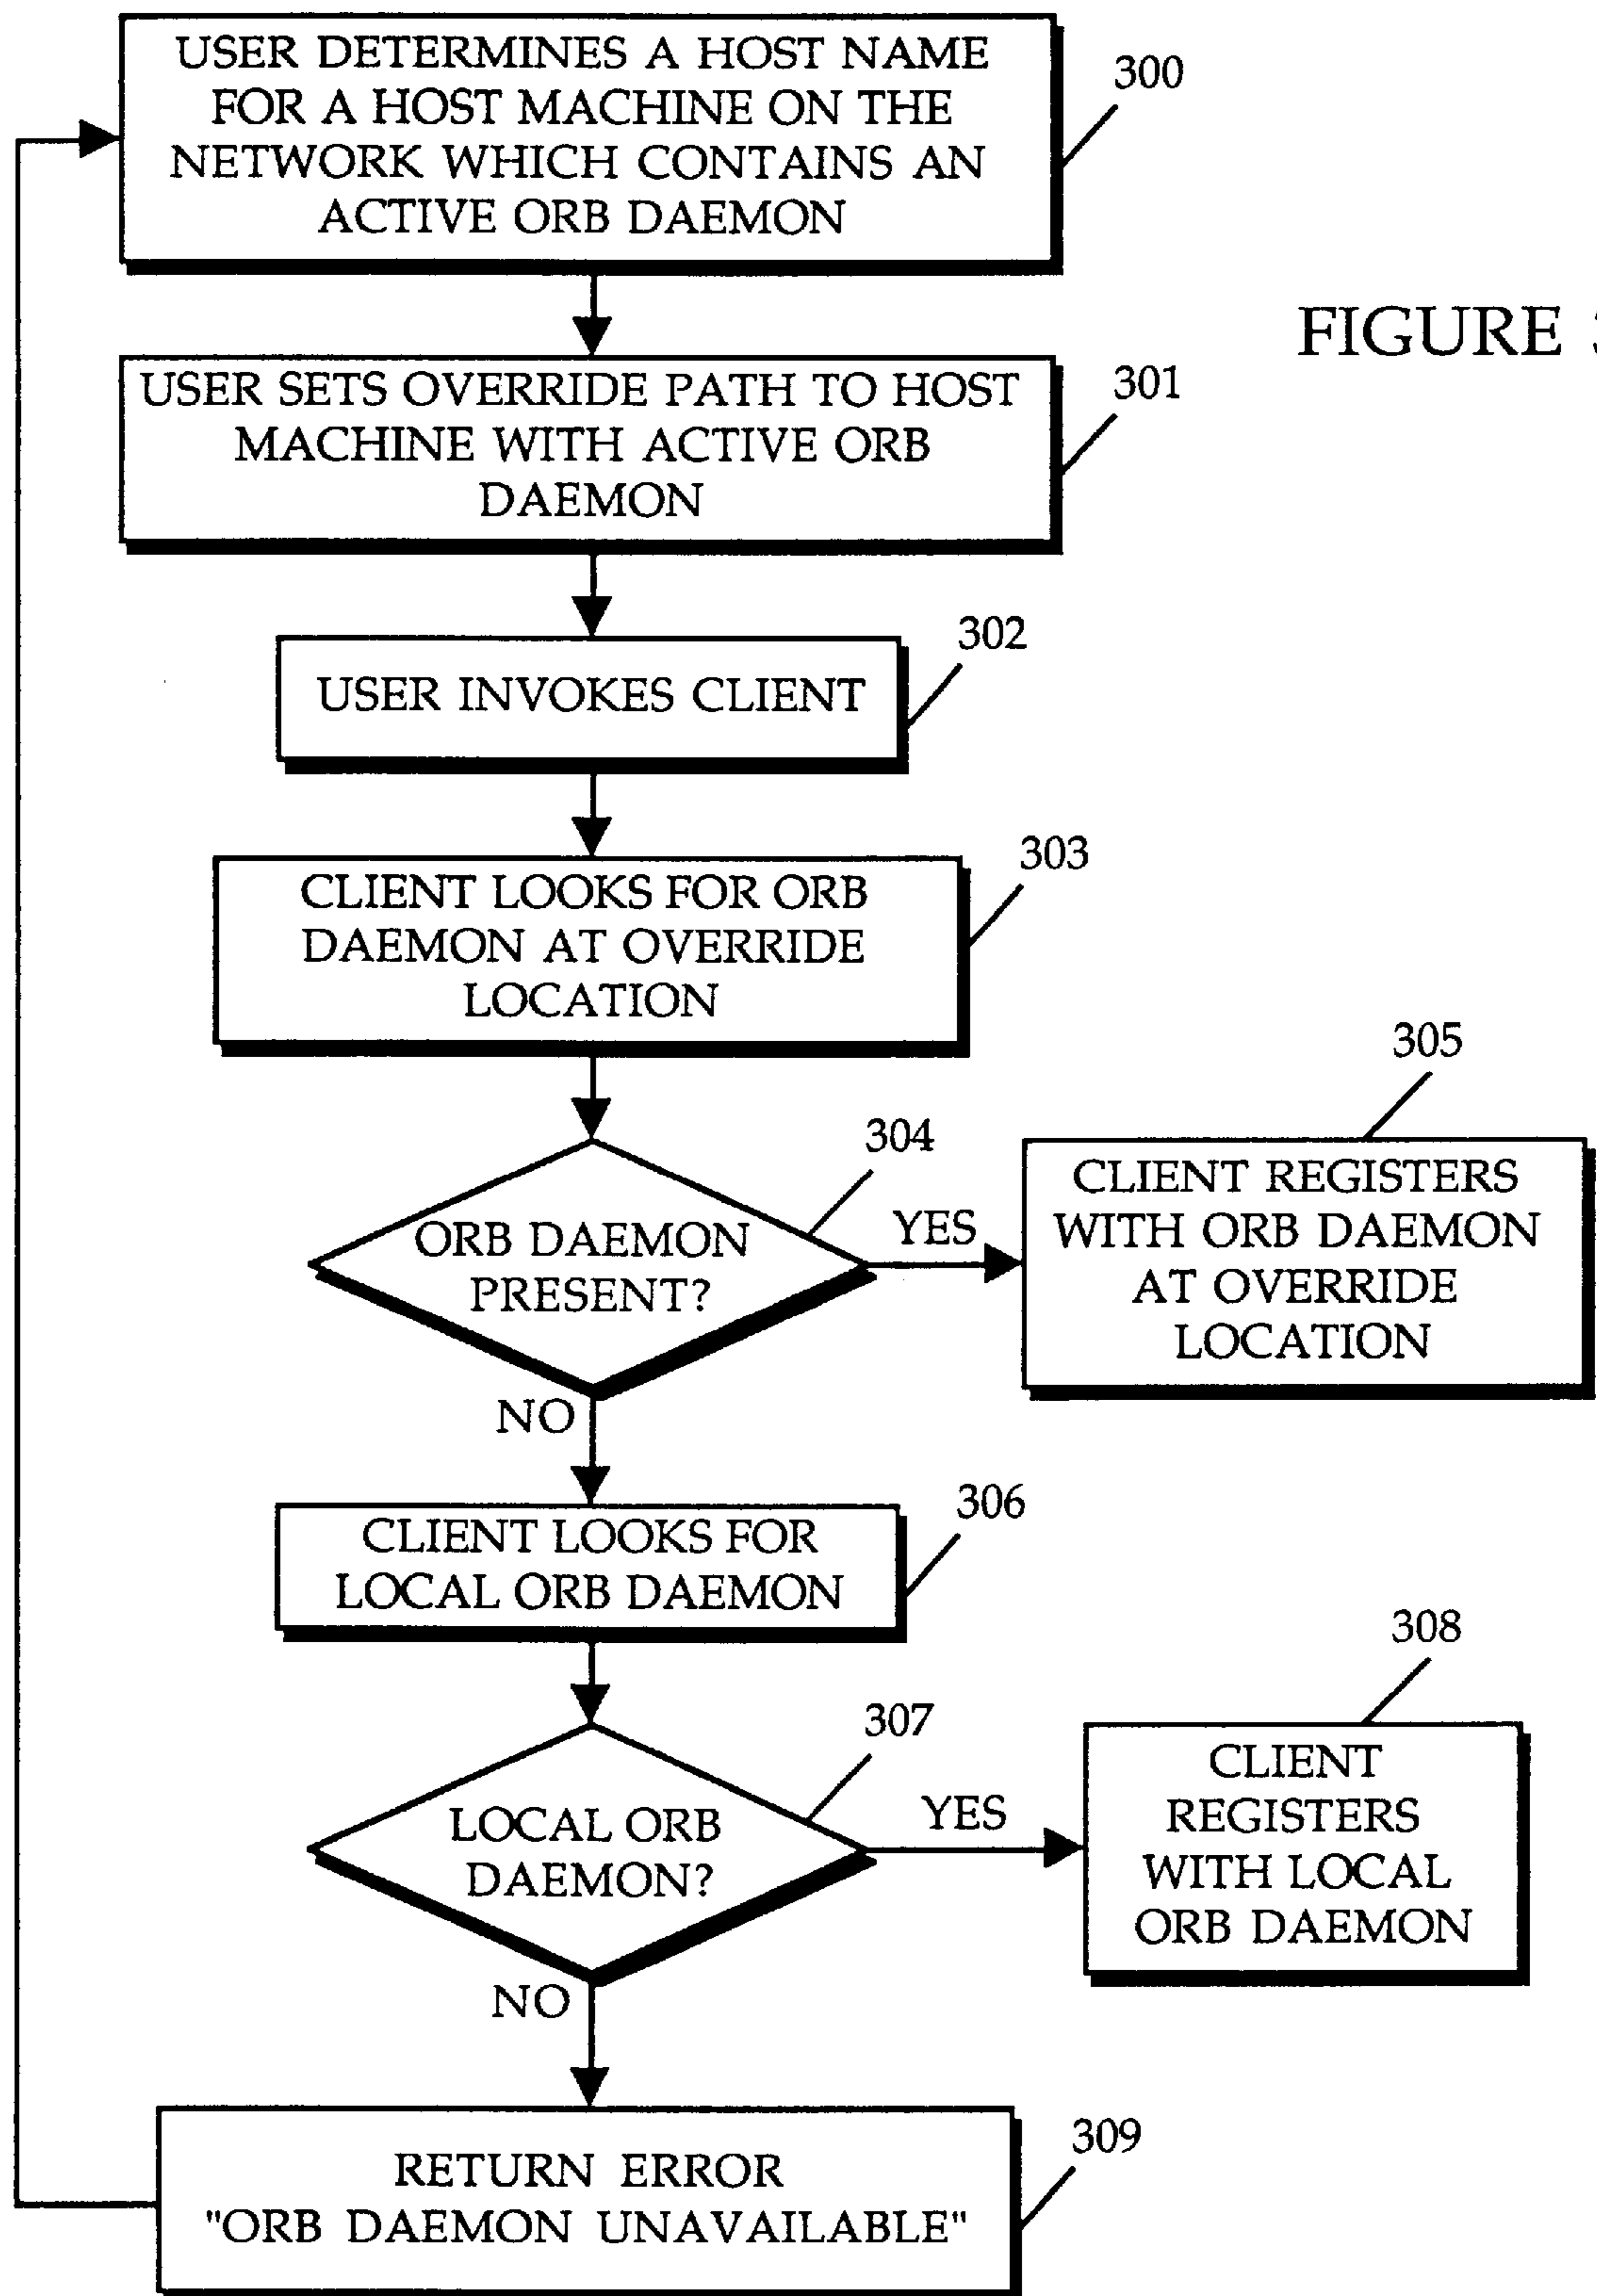 USER DETERMINES A HOST NAME
FOR A HOST MACHINE ON THE
NETWORK WHICH CONTAINS AN
ACTIVE ORB DAEMON
300
FIGURE
USER SETS OVERRIDE PATH TO HOST
MACHINE WITH ACTIVE ORB
DAEMON
301
USER INVOKES CLIENT
302
CLIENT LOOKS FOR ORB
DAEMON AT OVERRIDE
LOCATION
303
ORB DAEMON
PRESENT?
304
YES
CLIENT REGISTERS
WITH ORB DAEMON
AT OVERRIDE
LOCATION
305
NO
CLIENT LOOKS FOR
LOCAL ORB DAEMON
306
LOCAL ORB
DAEMON?
307
YES
CLIENT
REGISTERS
WITH LOCAL
ORB DAEMON
308
NO
RETURN ERROR
"ORB DAEMON UNAVAILABLE"
309